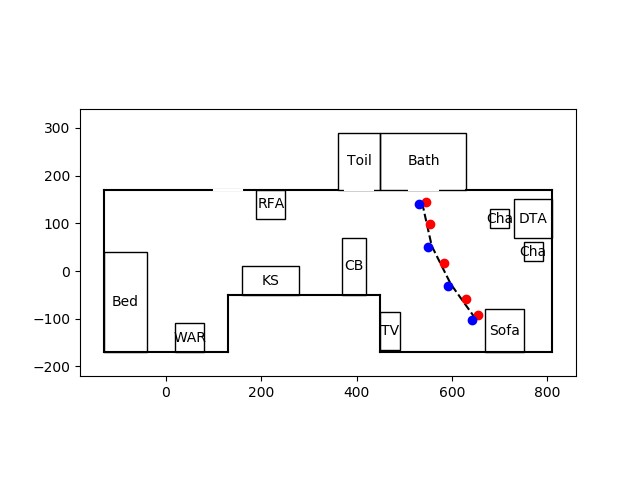 300
200
100
0
−100
−200
0
200
400
600
800
Toil
Bath
RFA
Cha
DTA
Cha
KS
CB
Bed
WAR
TV
Sofa